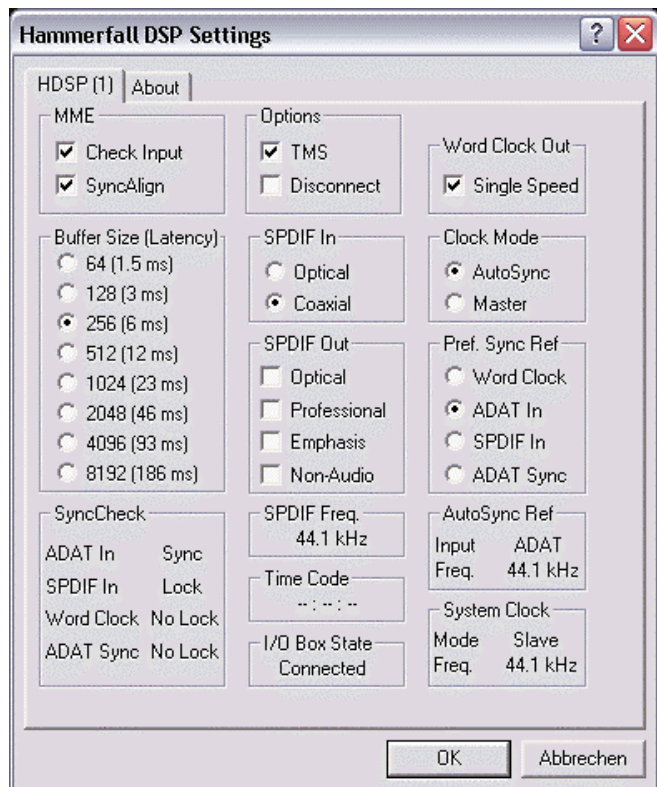 Hammerfall DSP Settings
HDSP (1)
About
MME
Check Input
SyncAlign
Options
TMS
Disconnect
Word Clock Out
Single Speed
Buffer Size (Latency)
64 (1.5 ms)
128 (3 ms)
256 (6 ms)
512 (12 ms)
1024 (23 ms)
2048 (46 ms)
4096 (93 ms)
8192 (186 ms)
SPDIF In
Optical
Coaxial
Clock Mode
AutoSync
Master
SPDIF Out
Optical
Professional
Emphasis
Non-Audio
Pref. Sync Ref
Word Clock
ADAT In
SPDIF In
ADAT Sync
SyncCheck
ADAT In Sync
SPDIF In Lock
Word Clock No Lock
ADAT Sync No Lock
SPDIF Freq.
44.1 kHz
Time Code
-- : -- : --
I/O Box State
Connected
AutoSync Ref
Input ADAT
Freq. 44.1 kHz
System Clock
Mode Slave
Freq. 44.1 kHz
OK
Abbrechen